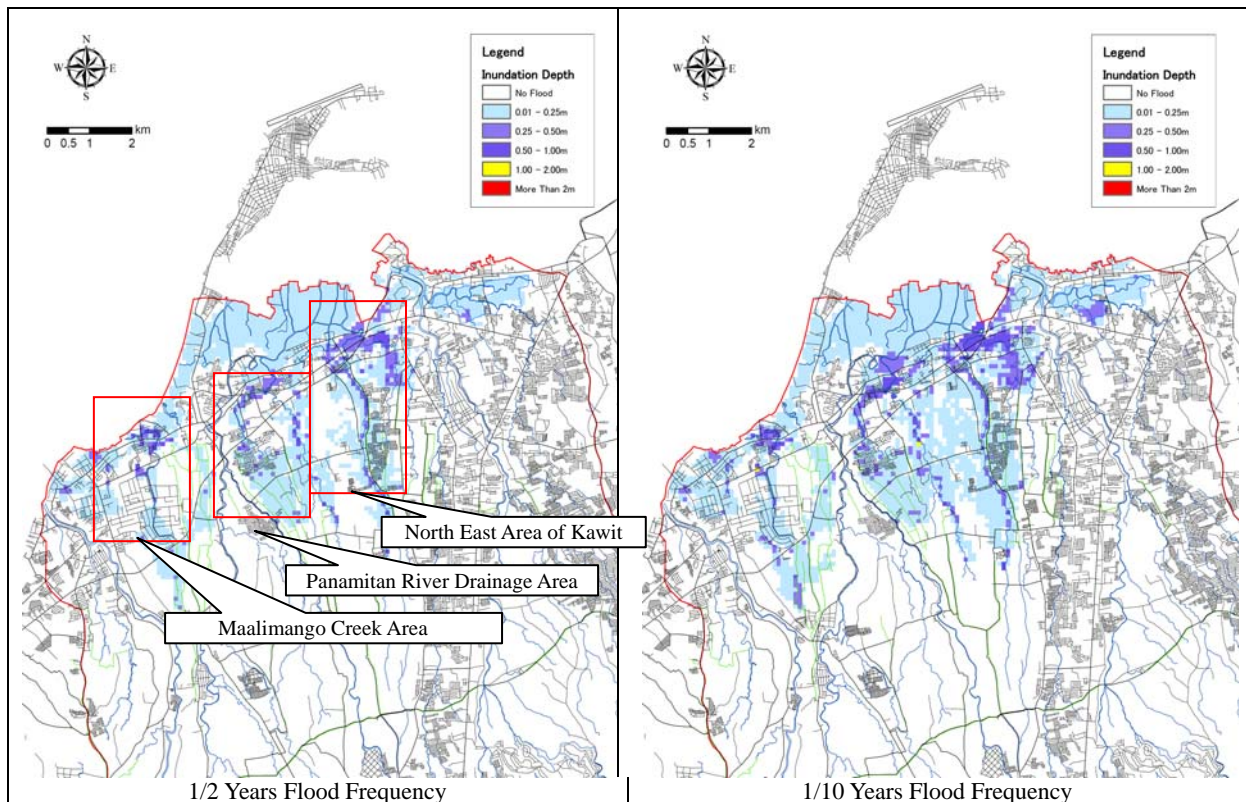 N
W E
S
km
0 0.5 1 2
Legend
Inundation Depth
No Flood
0.01 - 0.25m
0.25 - 0.50m
0.50 - 1.00m
1.00 - 2.00m
More Than 2m
North East Area of Kawit
Panamitan River Drainage Area
Maalimango Creek Area
1/2 Years Flood Frequency
N
W E
S
km
0 0.5 1 2
Legend
Inundation Depth
No Flood
0.01 - 0.25m
0.25 - 0.50m
0.50 - 1.00m
1.00 - 2.00m
More Than 2m
1/10 Years Flood Frequency